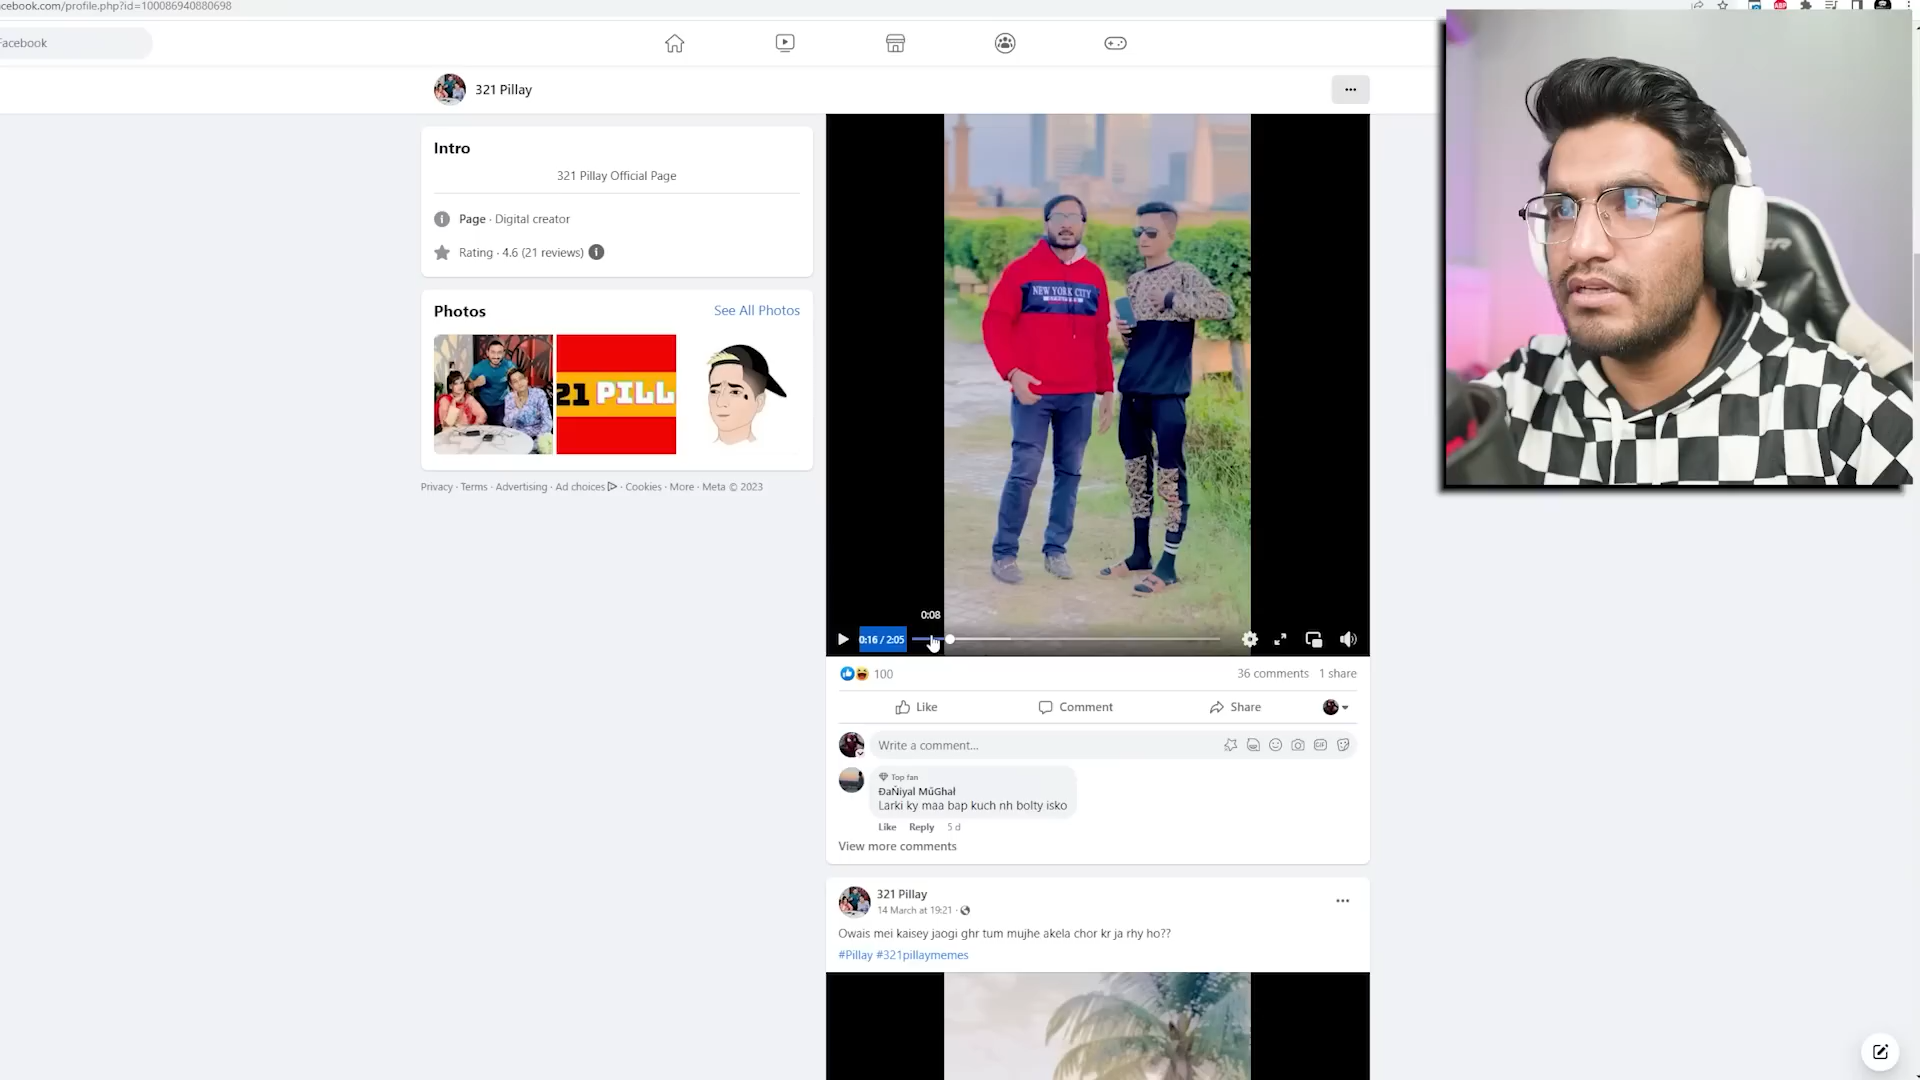 cebook.com/profile.php?id=100086940880698
Facebook
321 Pillay
Intro
321 Pillay Official Page
Page · Digital creator
Rating · 4.6 (21 reviews)
Photos
See All Photos
21 PILL
Privacy · Terms · Advertising · Ad choices · Cookies · More · Meta © 2023
NEW YORK CITY
0:08
0:16 / 2:05
100
36 comments 1 share
Like
Comment
Share
Write a comment...
GIF
Top fan
ĐaŇiyal MűGhał
Larki ky maa bap kuch nh bolty isko
Like Reply 5 d
View more comments
321 Pillay
14 March at 19:21 ·
Owais mei kaisey jaogi ghr tum mujhe akela chor kr ja rhy ho??
#Pillay #321pillaymemes
ABP